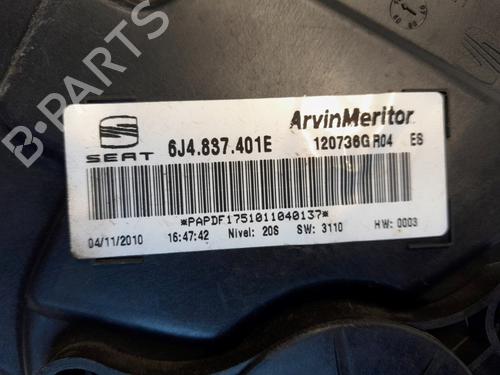 SEAT
6J4.837.401E
ArvinMeritor
120736G R04 ES
*PAPDF1751011040137*
04/11/2010 16:47:42 Nivel: 20S SW: 3110 HW: 0003
B-PARTS